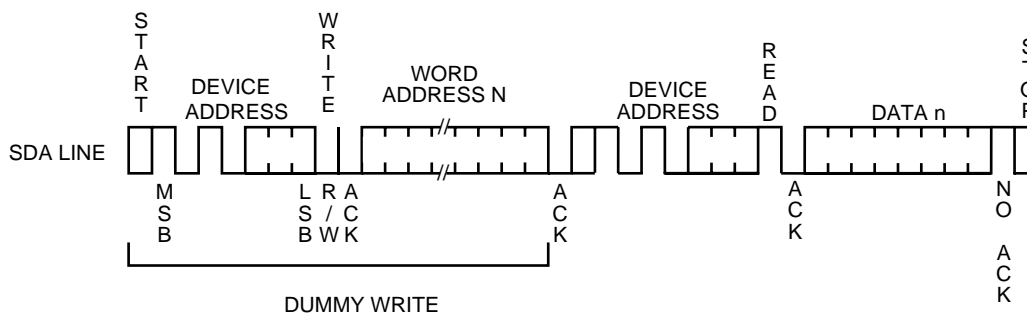 START
WRITE
DEVICE
ADDRESS
WORD
ADDRESS N
DEVICE
ADDRESS
READ
DATA n
SDA LINE
MSB
LSB
R/W
ACK
ACK
ACK
NO ACK
DUMMY WRITE